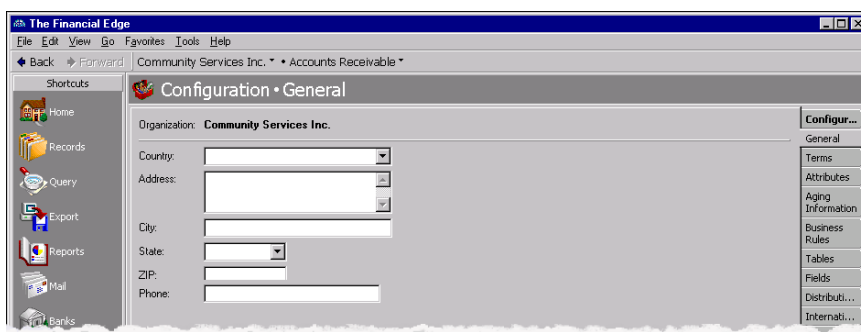 The Financial Edge
File Edit View Go Favorites Tools Help
Back Forward Community Services Inc. • Accounts Receivable
Shortcuts
Home
Records
Query
Export
Reports
Mail
Banks
Configuration • General
Organization: Community Services Inc.
Country:
Address:
City:
State:
ZIP:
Phone:
Configur...
General
Terms
Attributes
Aging
Information
Business
Rules
Tables
Fields
Distributi...
Internati...